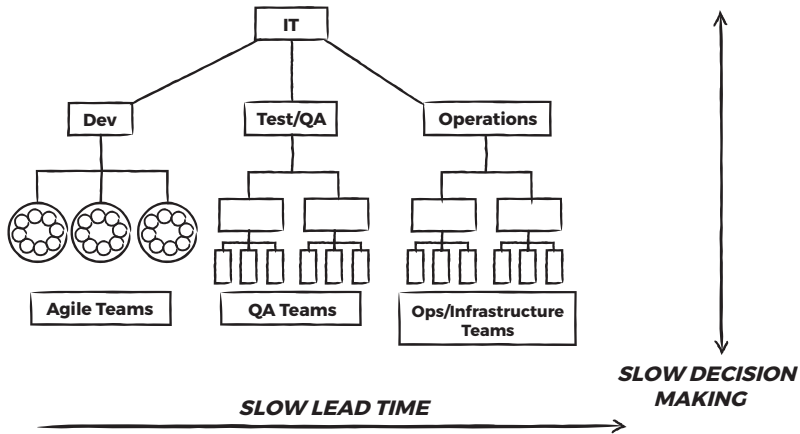 IT
Dev
Test/QA
Operations
Agile Teams
QA Teams
Ops/Infrastructure
Teams
SLOW DECISION
MAKING
SLOW LEAD TIME